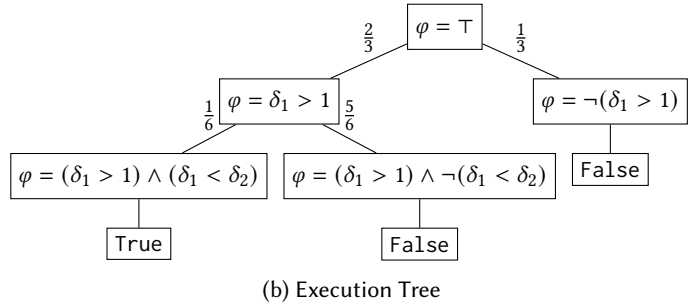 φ = ⊤
2/3
1/3
φ = δ₁ > 1
φ = ¬(δ₁ > 1)
1/6
5/6
φ = (δ₁ > 1) ∧ (δ₁ < δ₂)
φ = (δ₁ > 1) ∧ ¬(δ₁ < δ₂)
False
True
False
(b) Execution Tree